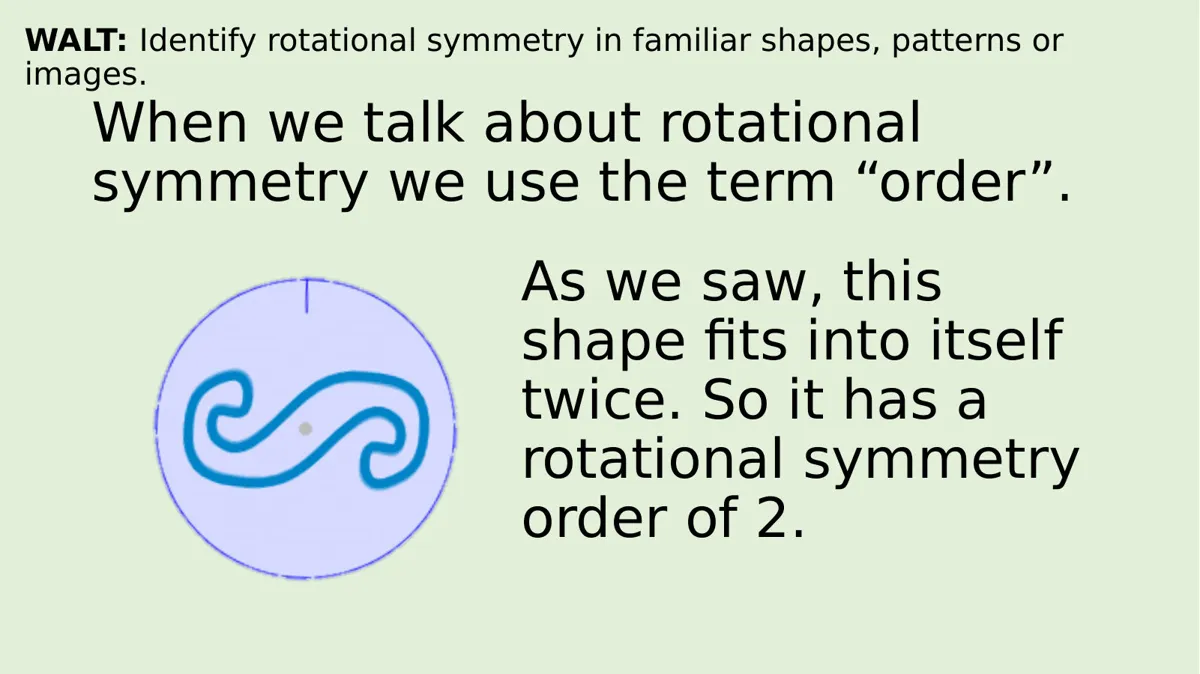 WALT: Identify rotational symmetry in familiar shapes, patterns or
images.
When we talk about rotational
symmetry we use the term “order”.
As we saw, this
shape fits into itself
twice. So it has a
rotational symmetry
order of 2.